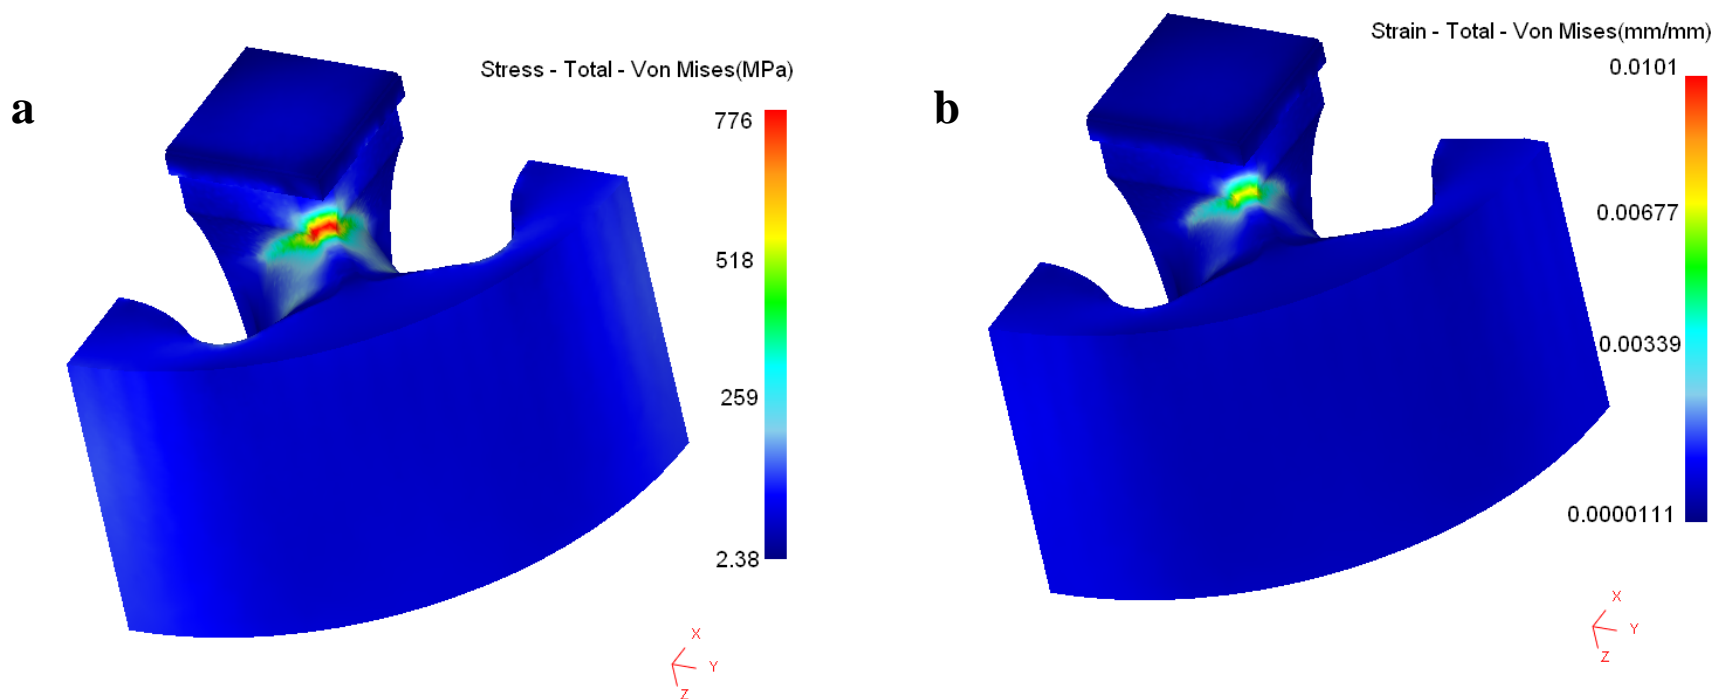 a
Stress - Total - Von Mises(MPa)
776
518
259
2.38
X
Y
Z
b
Strain - Total - Von Mises(mm/mm)
0.0101
0.00677
0.00339
0.0000111
X
Y
Z